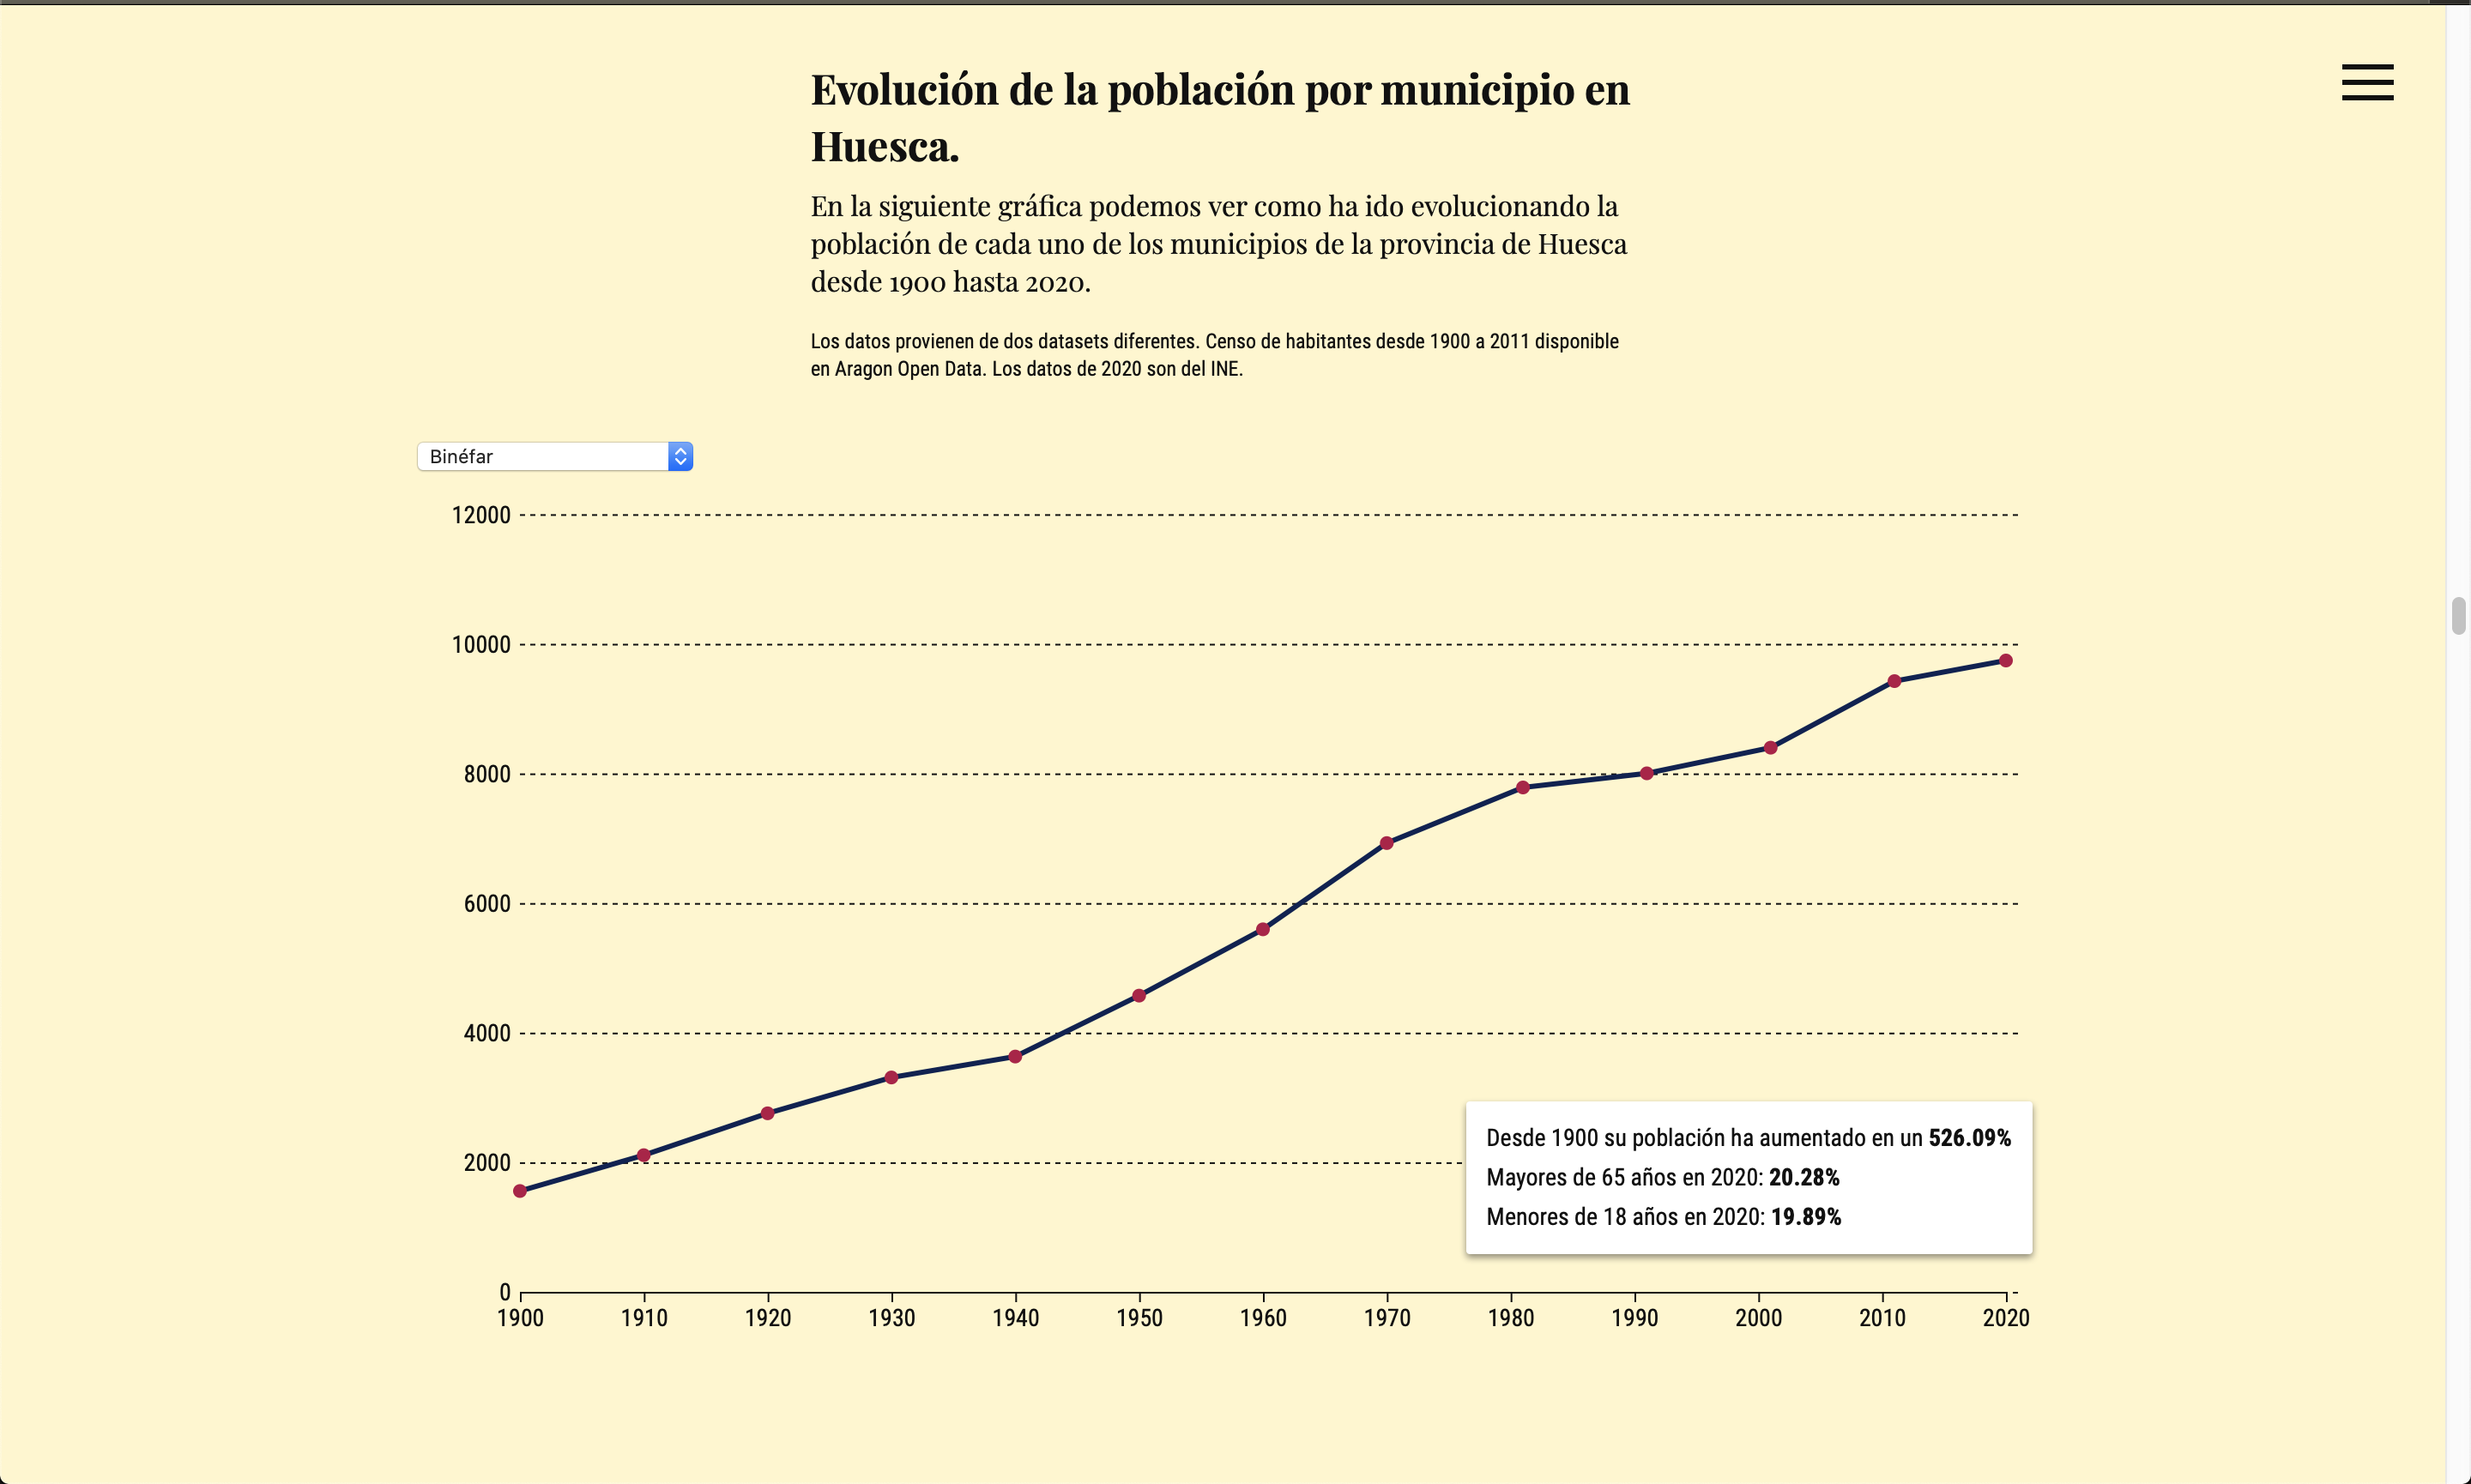 Evolución de la población por municipio en
Huesca.
En la siguiente gráfica podemos ver como ha ido evolucionando la
población de cada uno de los municipios de la provincia de Huesca
desde 1900 hasta 2020.
Los datos provienen de dos datasets diferentes. Censo de habitantes desde 1900 a 2011 disponible
en Aragon Open Data. Los datos de 2020 son del INE.
Binéfar
12000
10000
8000
6000
4000
2000
0
Desde 1900 su población ha aumentado en un 526.09%
Mayores de 65 años en 2020: 20.28%
Menores de 18 años en 2020: 19.89%
1900 1910 1920 1930 1940 1950 1960 1970 1980 1990 2000 2010 2020